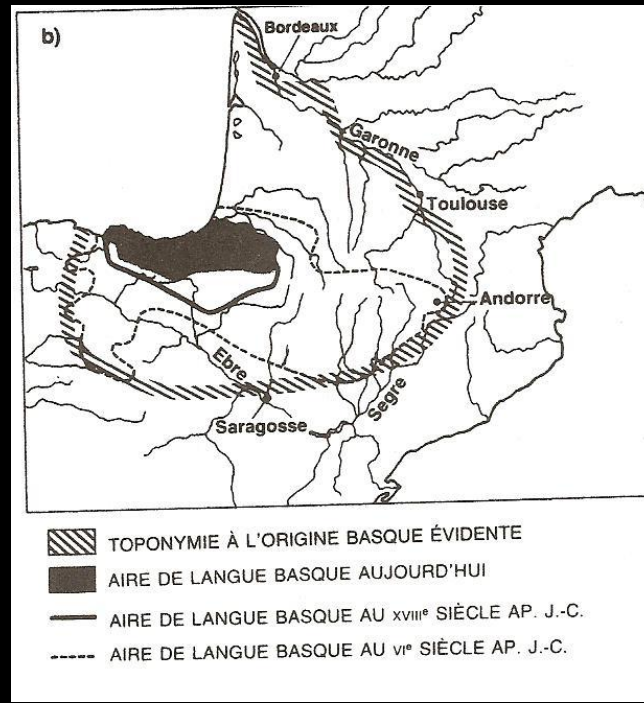 b)
Bordeaux
Garonne
Toulouse
Andorre
Ebre
Segre
Saragosse
TOPONYMIE À L'ORIGINE BASQUE ÉVIDENTE
AIRE DE LANGUE BASQUE AUJOURD'HUI
AIRE DE LANGUE BASQUE AU XVIIIe SIÈCLE AP. J.-C.
AIRE DE LANGUE BASQUE AU VIe SIÈCLE AP. J.-C.